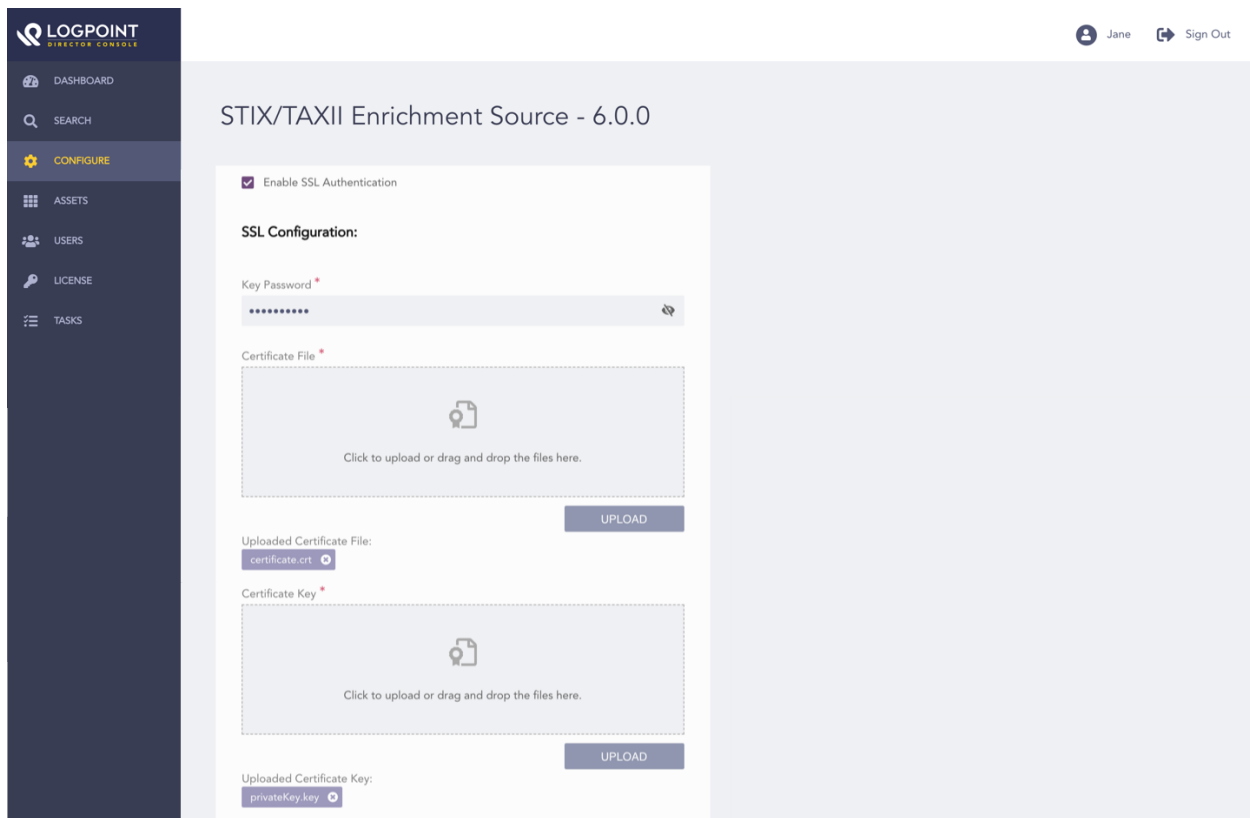 LOGPOINT
DIRECTOR CONSOLE
Jane
Sign Out
DASHBOARD
SEARCH
CONFIGURE
ASSETS
USERS
LICENSE
TASKS
STIX/TAXII Enrichment Source - 6.0.0
Enable SSL Authentication
SSL Configuration:
Key Password *
••••••••••
Certificate File *
Click to upload or drag and drop the files here.
UPLOAD
Uploaded Certificate File:
certificate.crt
Certificate Key *
Click to upload or drag and drop the files here.
UPLOAD
Uploaded Certificate Key:
privateKey.key